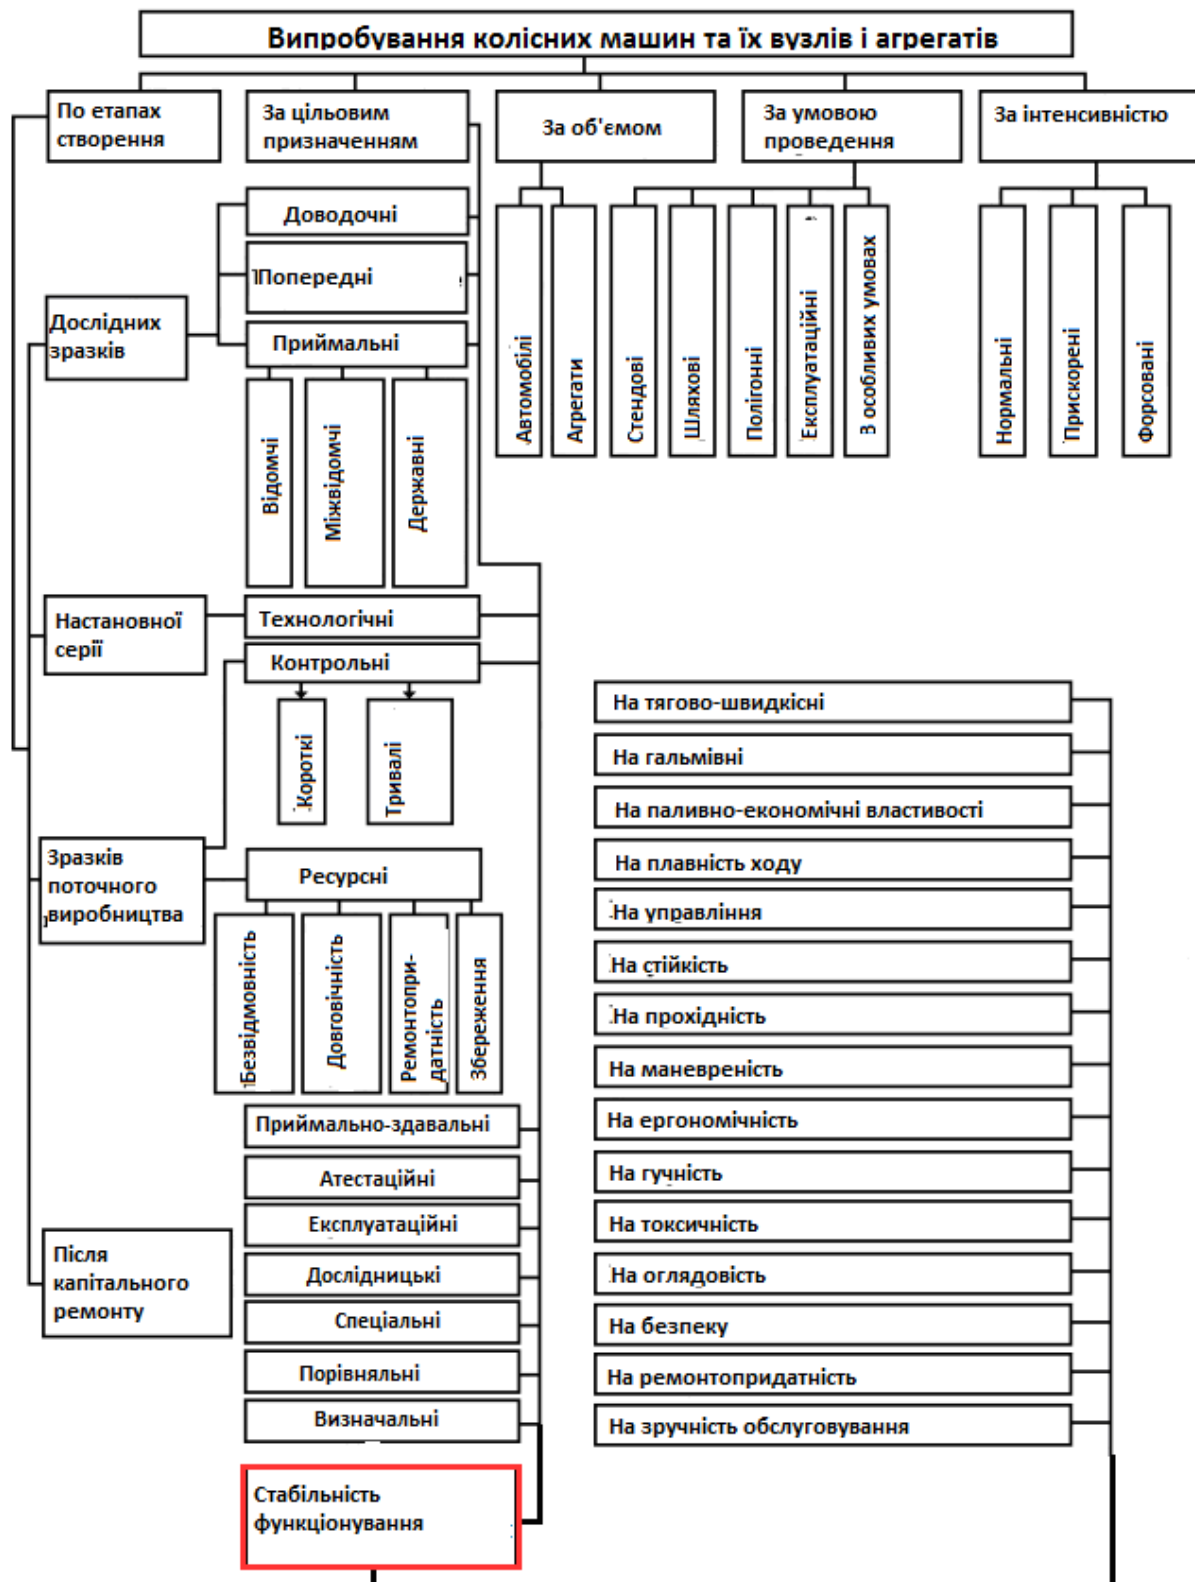 Випробування колісних машин та їх вузлів і агрегатів
По етапах
створення
За цільовим
призначенням
За об'ємом
За умовою
проведення
За інтенсивністю
Доводочні
Попередні
Приймальні
Дослідних
зразків
Відомчі
Міжвідомчі
Державні
Автомобілі
Агрегати
Стендові
Шляхові
Полігонні
Експлуатаційні
В особливих умовах
Нормальні
Прискорені
Форсовані
Настановної
серії
Технологічні
Контрольні
Короткі
Тривалі
Зразків
поточного
виробництва
Ресурсні
Безвідмовність
Довговічність
Ремонтопри-
датність
Збереження
Приймально-здавальні
Атестаційні
Експлуатаційні
Дослідницькі
Спеціальні
Порівняльні
Визначальні
Після
капітального
ремонту
Стабільність
функціонування
На тягово-швидкісні
На гальмівні
На паливно-економічні властивості
На плавність ходу
На управління
На стійкість
На прохідність
На маневреність
На ергономічність
На гучність
На токсичність
На оглядовість
На безпеку
На ремонтопридатність
На зручність обслуговування